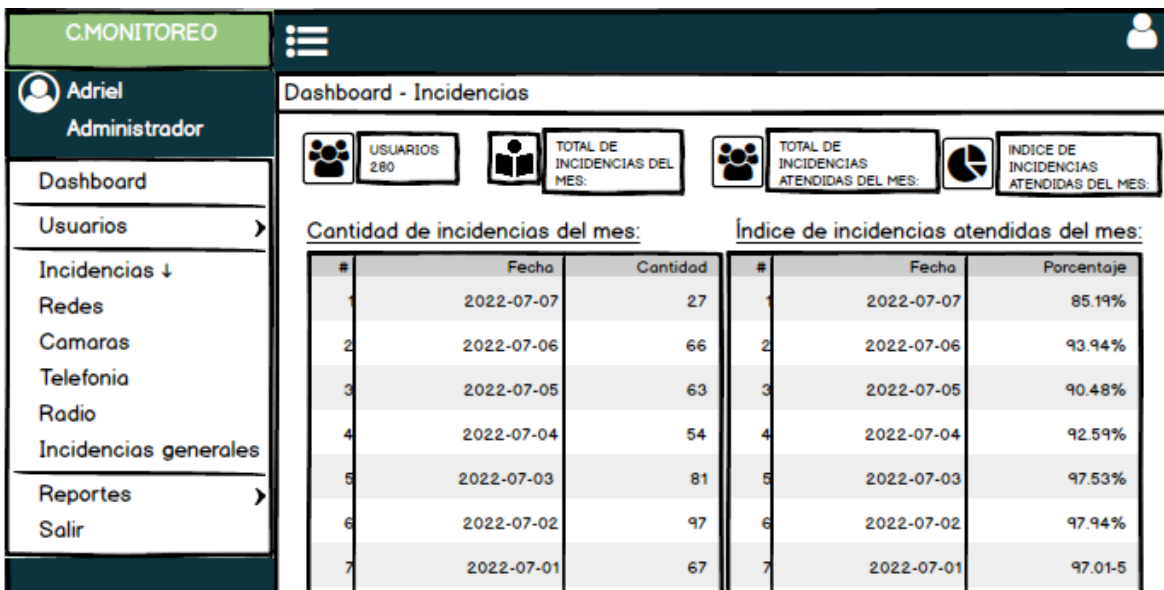 C.MONITOREO
Adriel
Administrador
Dashboard
Usuarios
Incidencias ↓
Redes
Camaras
Telefonia
Radio
Incidencias generales
Reportes
Salir
Dashboard - Incidencias
USUARIOS
280
TOTAL DE
INCIDENCIAS DEL
MES:
TOTAL DE
INCIDENCIAS
ATENDIDAS DEL MES:
INDICE DE
INCIDENCIAS
ATENDIDAS DEL MES:
Cantidad de incidencias del mes:
# Fecha Cantidad
1 2022-07-07 27
2 2022-07-06 66
3 2022-07-05 63
4 2022-07-04 54
5 2022-07-03 81
6 2022-07-02 97
7 2022-07-01 67
Índice de incidencias atendidas del mes:
# Fecha Porcentaje
1 2022-07-07 85.19%
2 2022-07-06 93.94%
3 2022-07-05 90.48%
4 2022-07-04 92.59%
5 2022-07-03 97.53%
6 2022-07-02 97.94%
7 2022-07-01 97.01-5